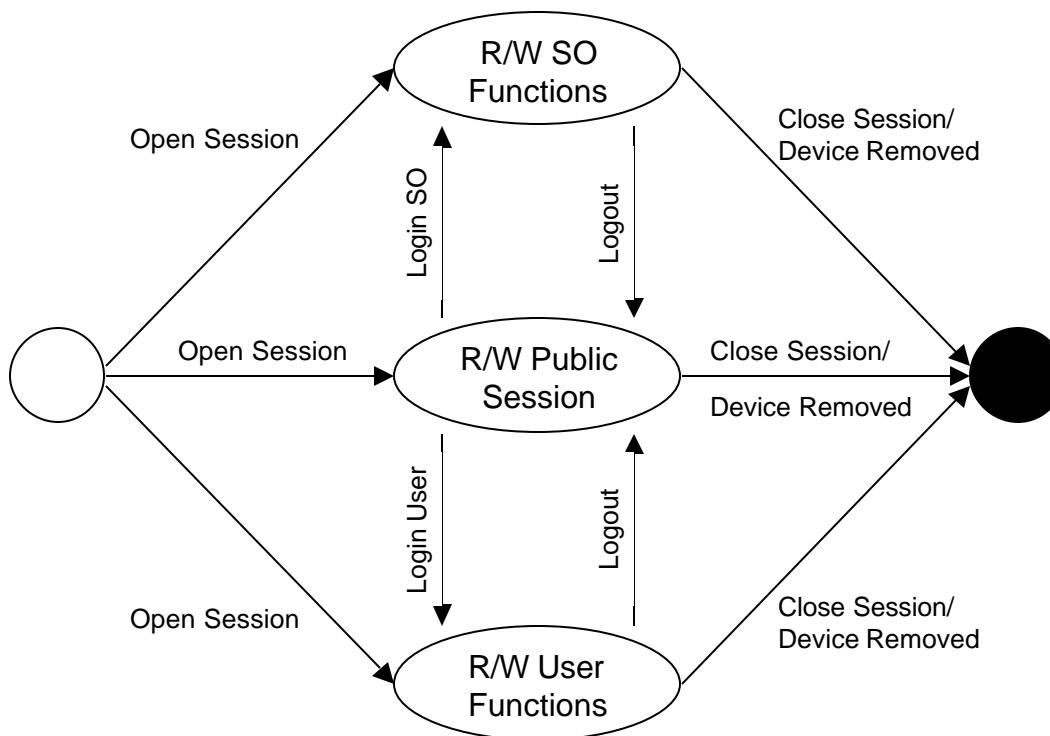 R/W SO
Functions
Open Session
Close Session/
Device Removed
Login SO
Logout
Open Session
R/W Public
Session
Close Session/
Device Removed
Login User
Logout
Open Session
Close Session/
Device Removed
R/W User
Functions